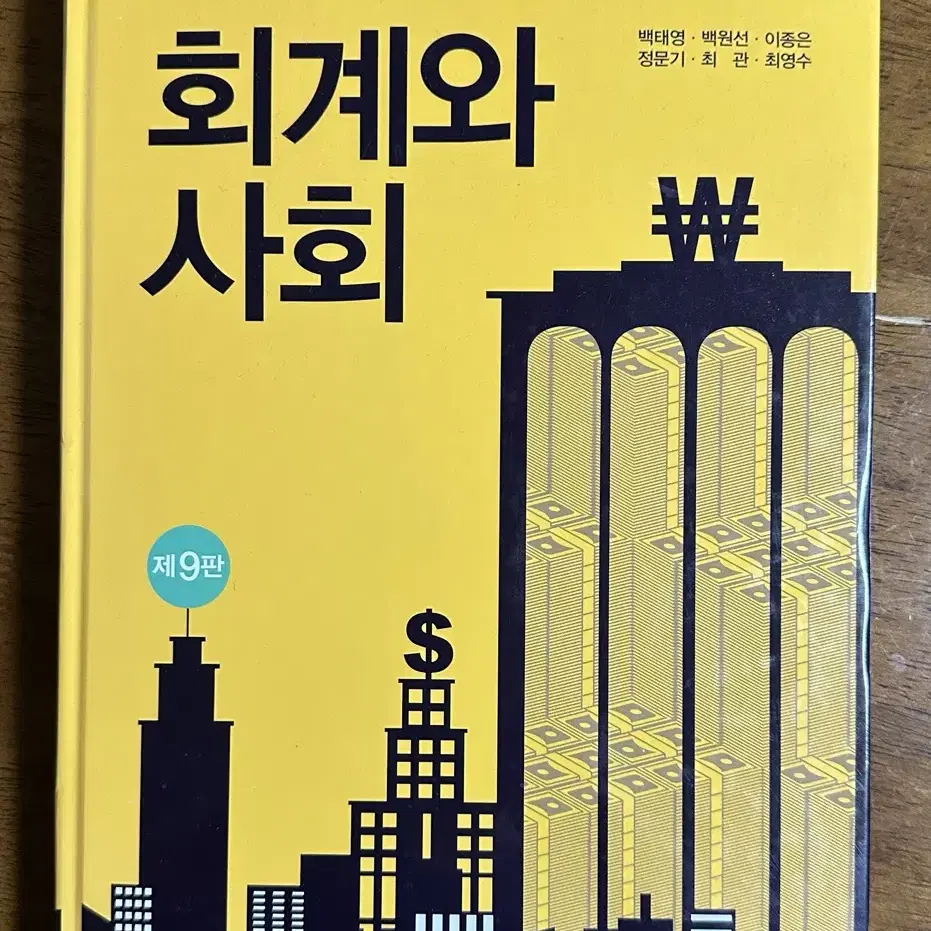 회계와
사회
백태영 · 백원선 · 이종은
정문기 · 최 관 · 최영수
₩
제9판
$